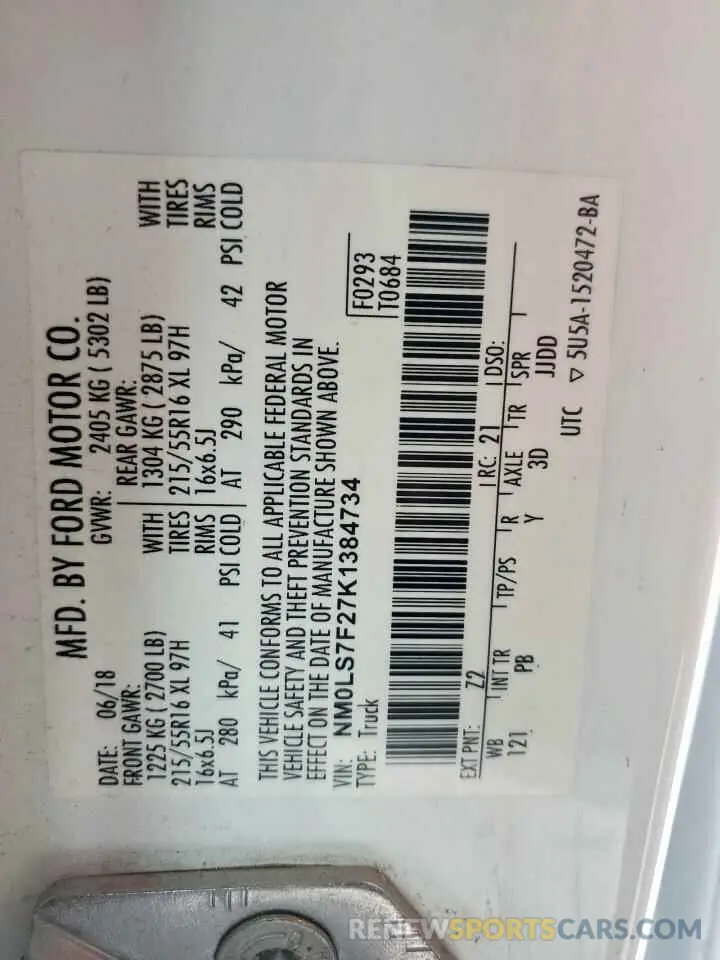 MFD. BY FORD MOTOR CO.
DATE: 06/18 GVWR: 2405 KG ( 5302 LB)
FRONT GAWR: REAR GAWR:
1225 KG ( 2700 LB) WITH 1304 KG ( 2875 LB) WITH
215/55R16 XL 97H TIRES 215/55R16 XL 97H TIRES
16x6.5J RIMS 16x6.5J RIMS
AT 280 kPa/ 41 PSI COLD AT 290 kPa/ 42 PSI COLD
THIS VEHICLE CONFORMS TO ALL APPLICABLE FEDERAL MOTOR
VEHICLE SAFETY AND THEFT PREVENTION STANDARDS IN
EFFECT ON THE DATE OF MANUFACTURE SHOWN ABOVE.
VIN: NM0LS7F27K1384734 F0293
TYPE: Truck T0684
EXT PNT: Z2 RC: 21 DSO:
WB INT TR TP/PS R AXLE TR SPR
121 PB Y 3D JJDD
UTC ▽ 5U5A-1520472-BA
RENEWSPORTSCARS.COM